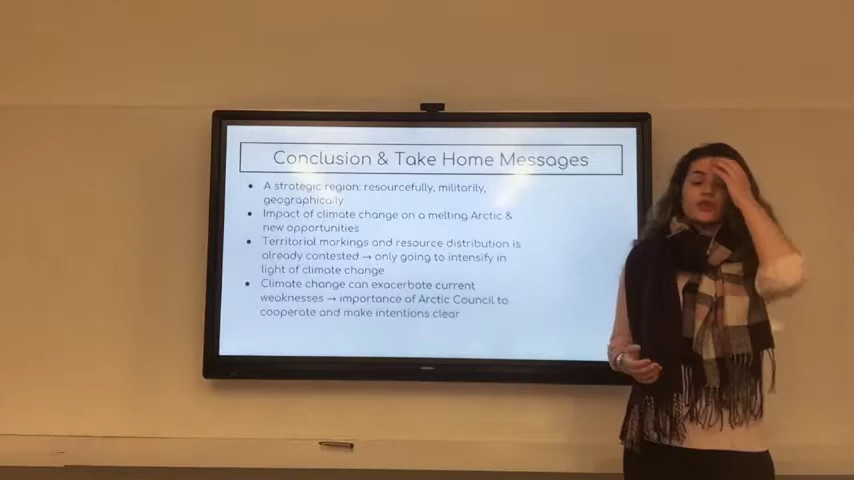 Conclusion & Take Home Messages
● A strategic region: resourcefully, militarily,
geographically
● Impact of climate change on a melting Arctic &
new opportunities
● Territorial markings and resource distribution is
already contested → only going to intensify in
light of climate change
● Climate change can exacerbate current
weaknesses → importance of Arctic Council to
cooperate and make intentions clear